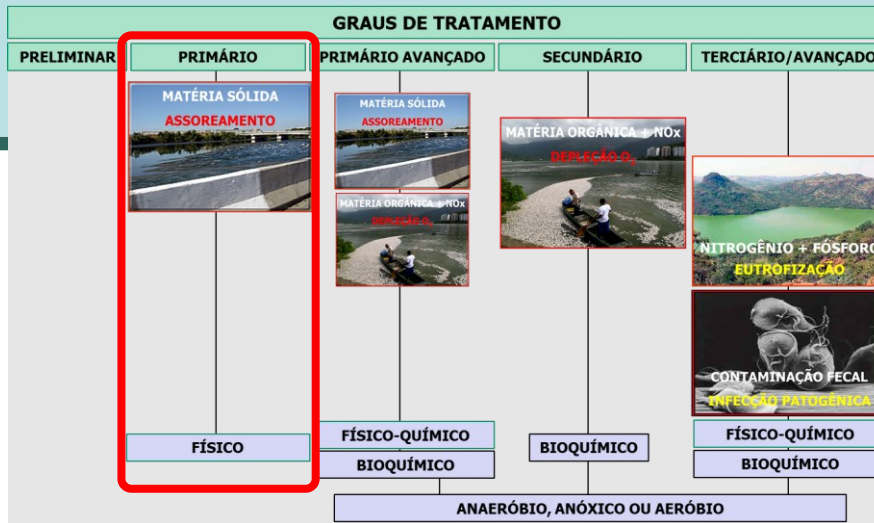 GRAUS DE TRATAMENTO
PRELIMINAR
PRIMÁRIO
PRIMÁRIO AVANÇADO
SECUNDÁRIO
TERCIÁRIO/AVANÇADO
MATÉRIA SÓLIDA
ASSOREAMENTO
MATÉRIA SÓLIDA
ASSOREAMENTO
MATÉRIA ORGÂNICA + NOx
DEPLEÇÃO O₂
MATÉRIA ORGÂNICA + NOx
DEPLEÇÃO O₂
NITROGÊNIO + FÓSFORO
EUTROFIZAÇÃO
CONTAMINAÇÃO FECAL
INFECÇÃO PATOGÊNICA
FÍSICO
FÍSICO-QUÍMICO
BIOQUÍMICO
BIOQUÍMICO
FÍSICO-QUÍMICO
BIOQUÍMICO
ANAERÓBIO, ANÓXICO OU AERÓBIO